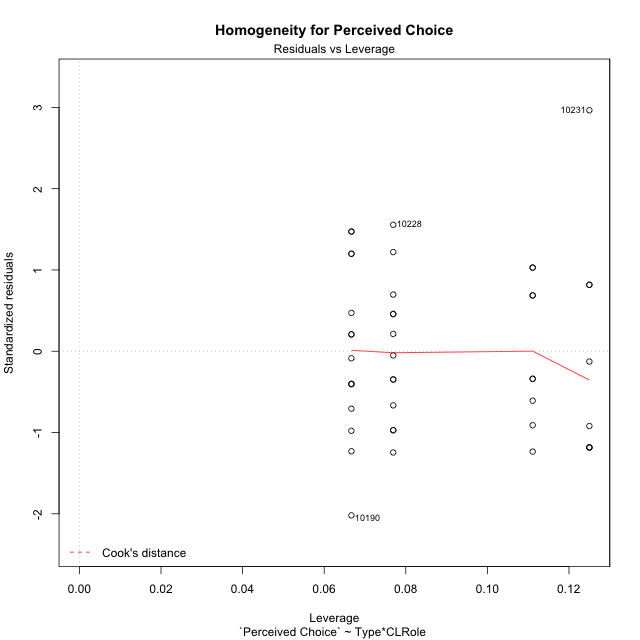 Homogeneity for Perceived Choice
Residuals vs Leverage
Standardized residuals
3
2
1
0
-1
-2
10231
10228
10190
Cook's distance
0.00 0.02 0.04 0.06 0.08 0.10 0.12
Leverage
`Perceived Choice` ~ Type*CLRole